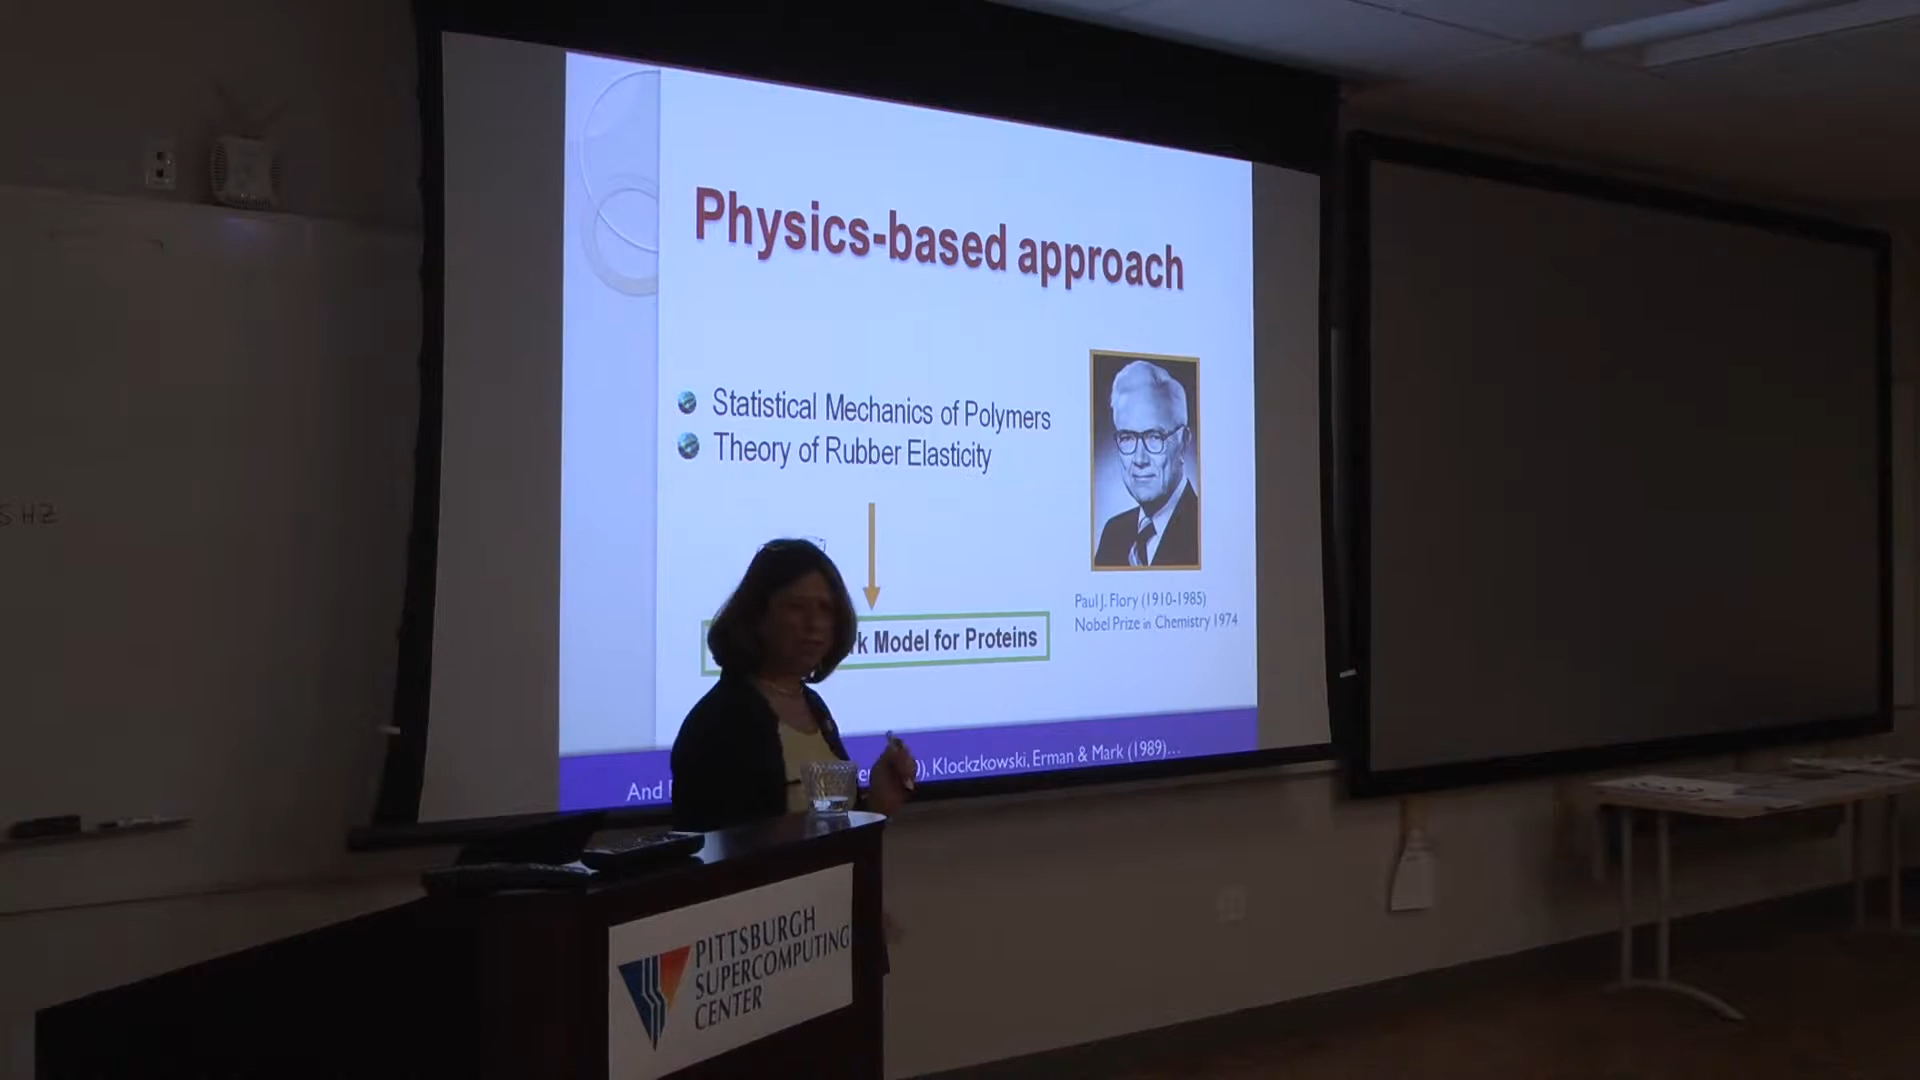 Physics-based approach
Statistical Mechanics of Polymers
Theory of Rubber Elasticity
Model for Proteins
Paul J. Flory (1910-1985)
Nobel Prize in Chemistry 1974
And
Klockzkowski, Erman & Mark (1989)...
PITTSBURGH
SUPERCOMPUTING
CENTER